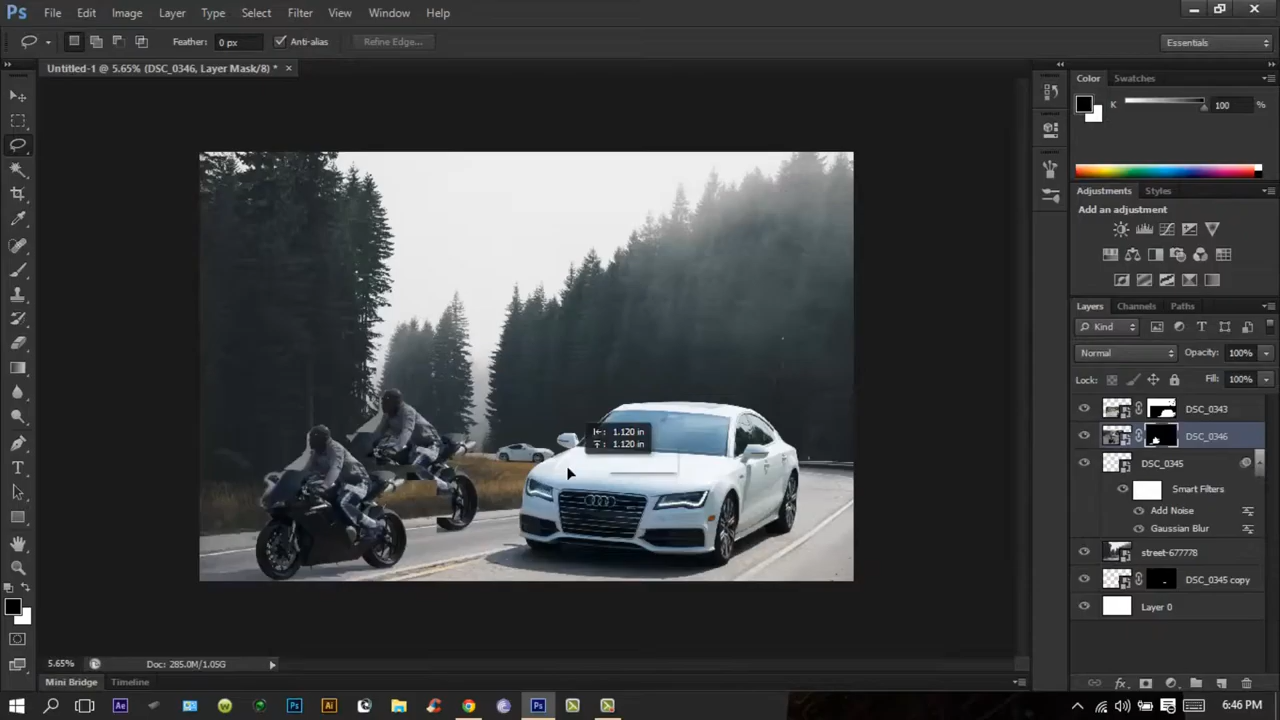 Ps File Edit Image Layer Type Select Filter View Window Help
Feather: 0 px Anti-alias Refine Edge... Essentials
Untitled-1 @ 5.65% (DSC_0346, Layer Mask/8) * ×
Color Swatches
K 100 %
Adjustments Styles
Add an adjustment
Layers Channels Paths
Kind
Normal Opacity: 100%
Lock: Fill: 100%
DSC_0343
DSC_0346
DSC_0345
Smart Filters
Add Noise
Gaussian Blur
street-677778
DSC_0345 copy
Layer 0
1.120 in
1.120 in
5.65% Doc: 285.0M/1.05G
Mini Bridge Timeline
Ae Ps Ai Ps 6:46 PM